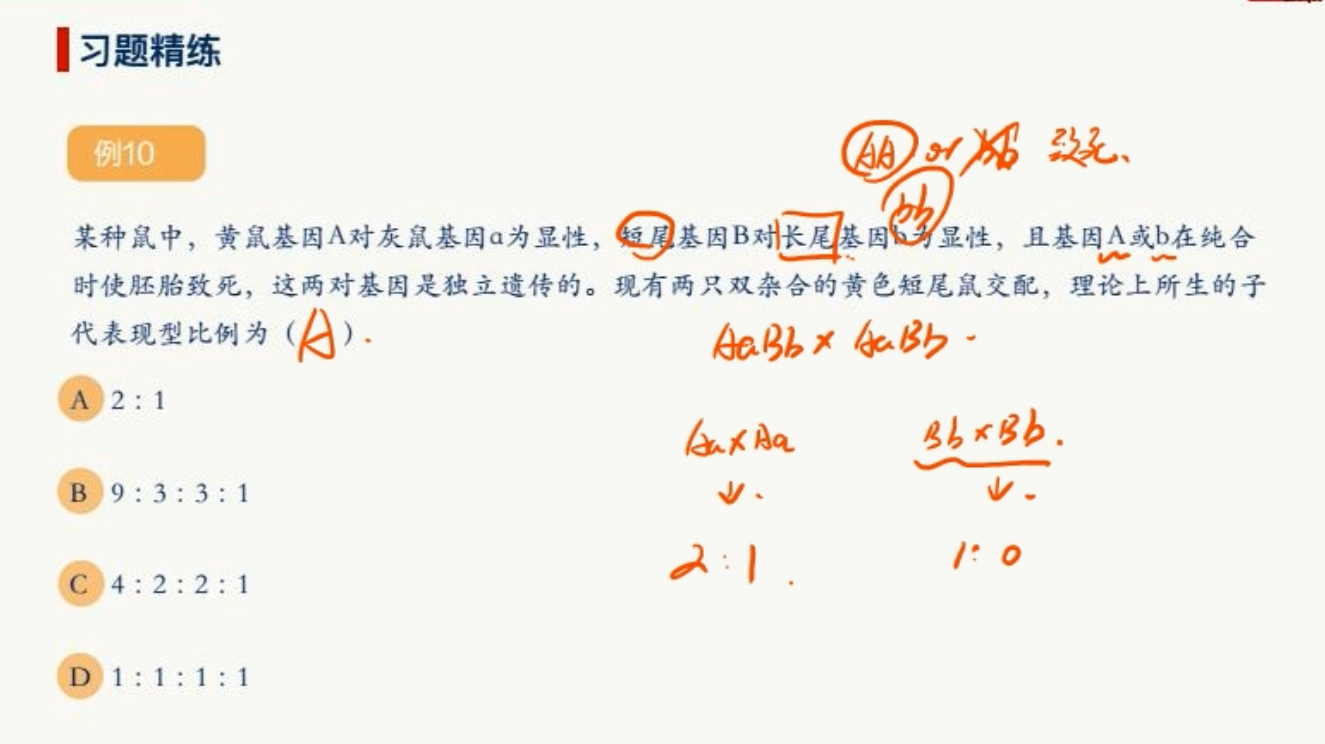 习题精练
例10
AA or bb 致死、
bb
某种鼠中，黄鼠基因A对灰鼠基因a为显性，短尾基因B对长尾基因b为显性，且基因A或b在纯合
时使胚胎致死，这两对基因是独立遗传的。现有两只双杂合的黄色短尾鼠交配，理论上所生的子
代表现型比例为（A）.
AaBb × AaBb .
A 2 : 1
Aa×Aa Bb×Bb.
B 9 : 3 : 3 : 1
2 : 1 . 1 : 0
C 4 : 2 : 2 : 1
D 1 : 1 : 1 : 1